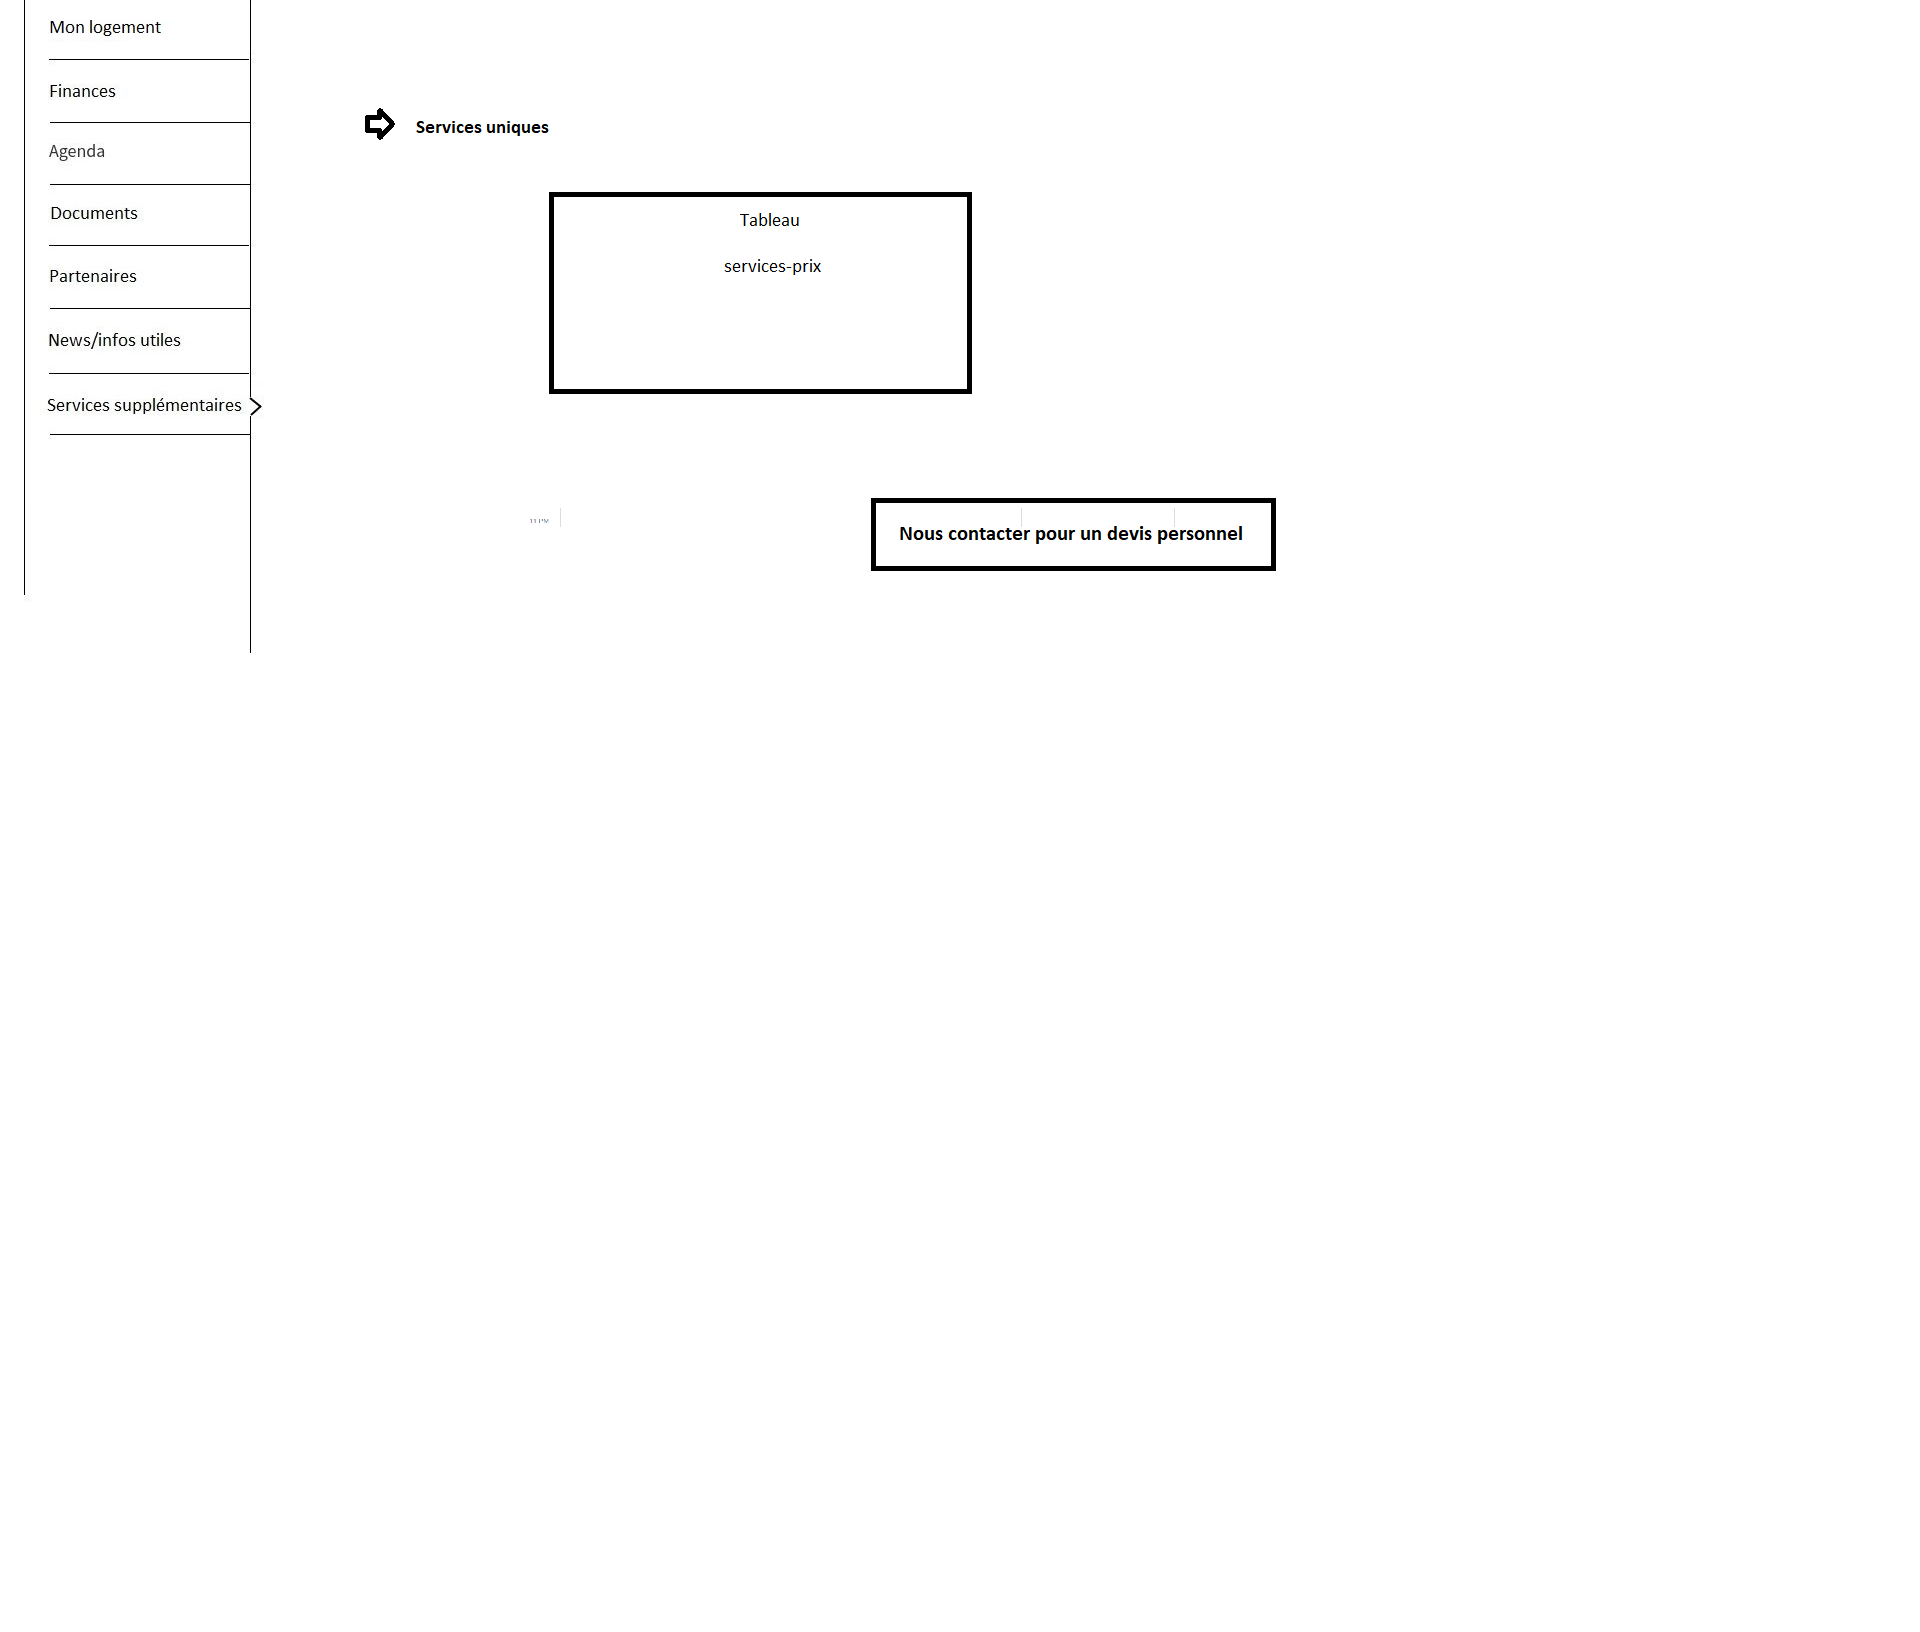 Mon logement
Finances
Agenda
Documents
Partenaires
News/infos utiles
Services supplémentaires
Services uniques
Tableau
services-prix
Nous contacter pour un devis personnel